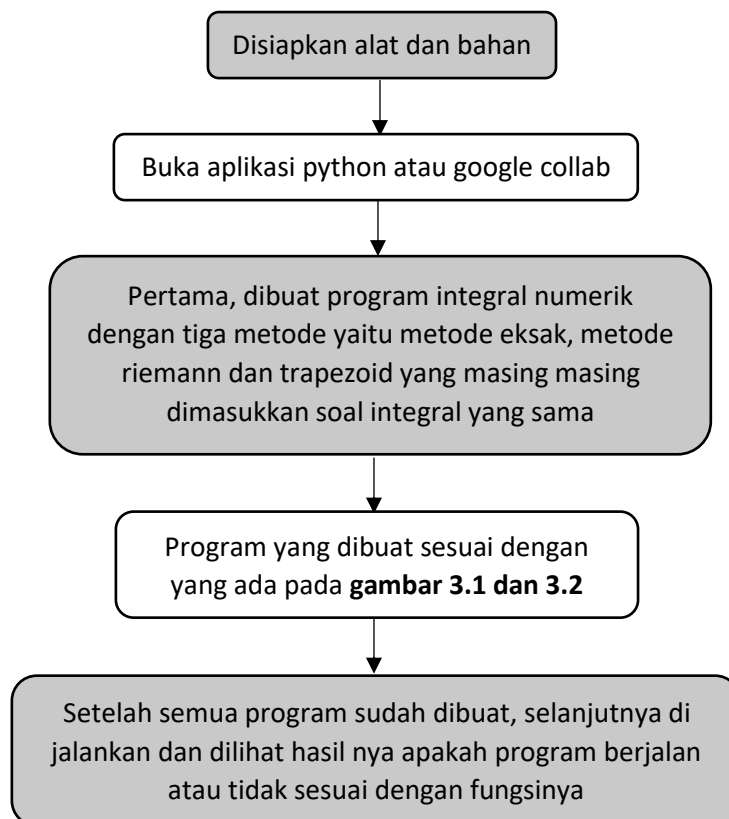 Disiapkan alat dan bahan
Buka aplikasi python atau google collab
Pertama, dibuat program integral numerik
dengan tiga metode yaitu metode eksak, metode
riemann dan trapezoid yang masing masing
dimasukkan soal integral yang sama
Program yang dibuat sesuai dengan
yang ada pada gambar 3.1 dan 3.2
Setelah semua program sudah dibuat, selanjutnya di
jalankan dan dilihat hasil nya apakah program berjalan
atau tidak sesuai dengan fungsinya